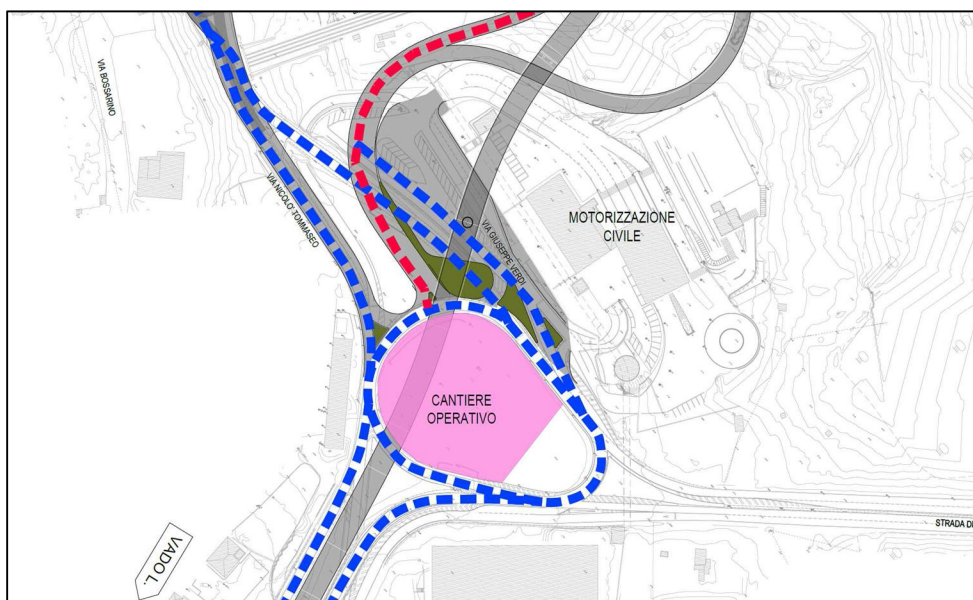 VIA BOSSARINO
VIA NICOLO' TOMMASEO
VIA GIUSEPPE VERDI
MOTORIZZAZIONE
CIVILE
CANTIERE
OPERATIVO
STRADA DI
VADO L.